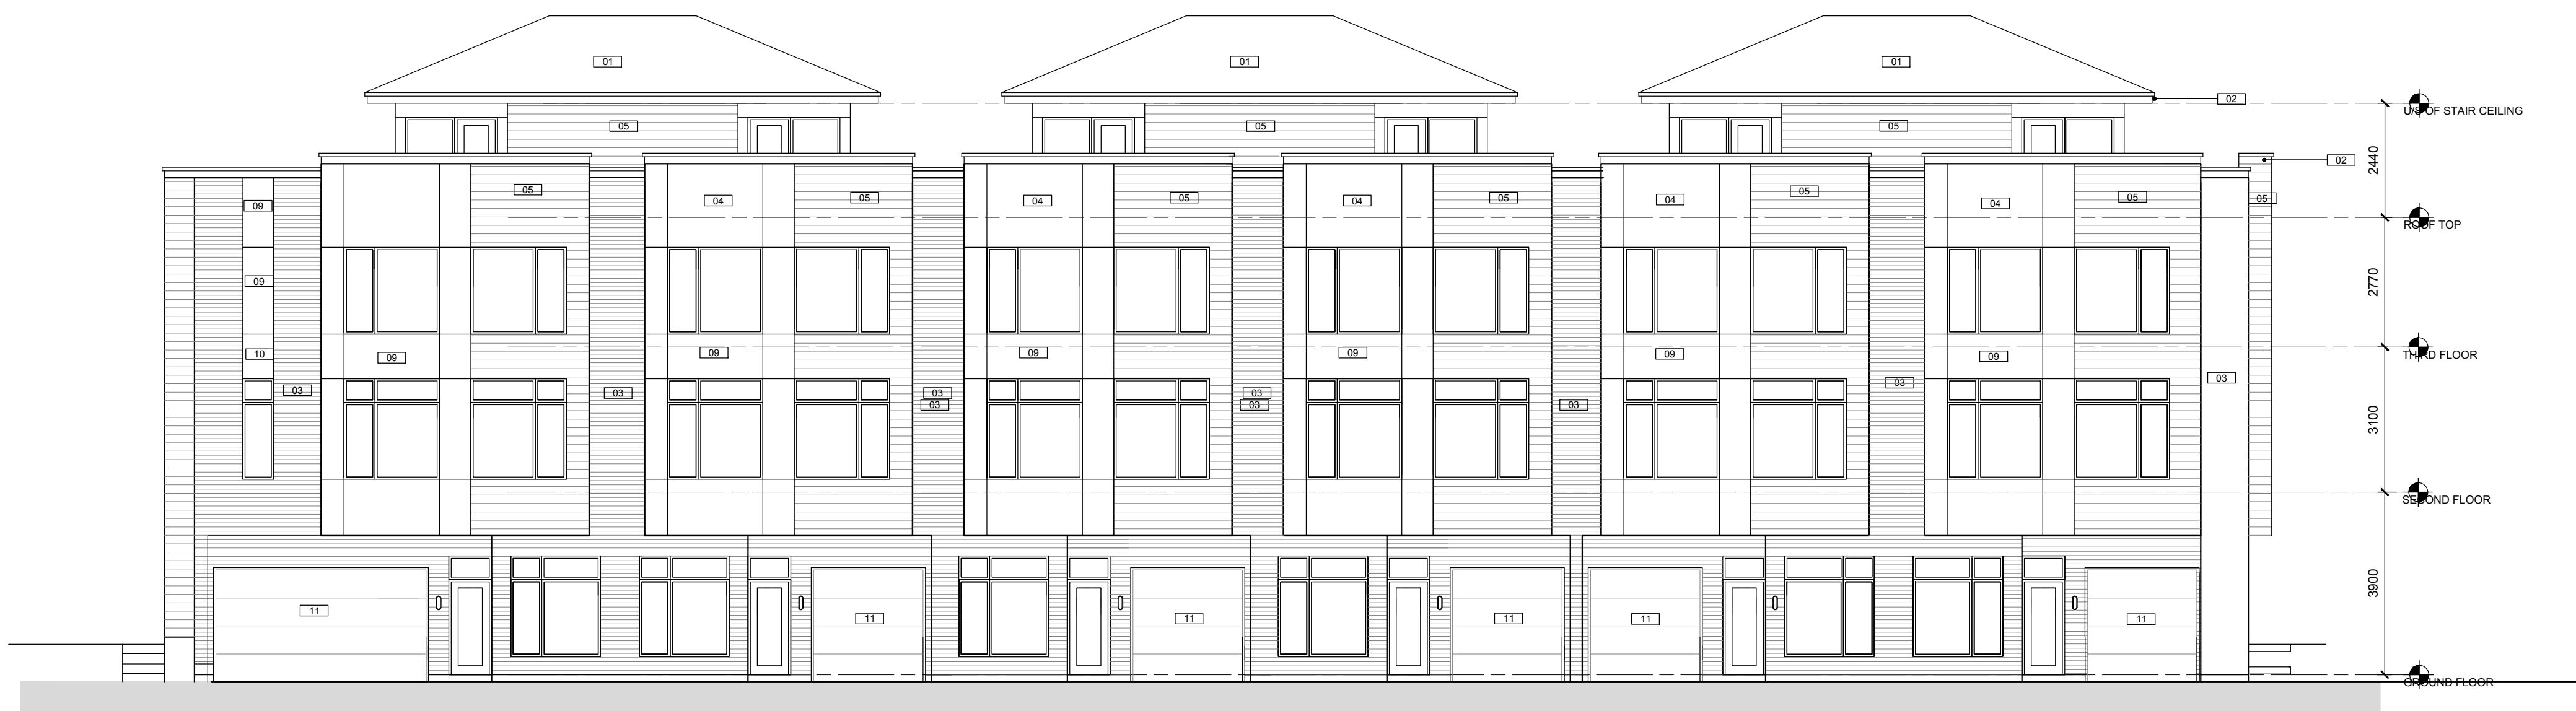 01 01 01
02
U/S OF STAIR CEILING
05 05 05
2440
02
05 04 05 04 05 04 05 04 05 04 05 05
09
ROOF TOP
09
2770
10 09 09 09 09 09 09
THIRD FLOOR
03 03 03 03 03 03
03 03 03
3100
SECOND FLOOR
3900
11 11 11 11 11 11
GROUND FLOOR